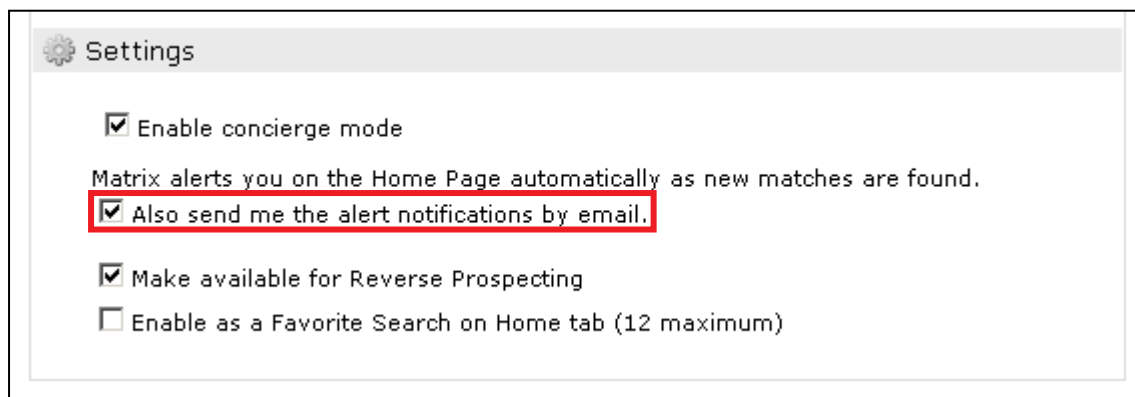 Settings
Enable concierge mode
Matrix alerts you on the Home Page automatically as new matches are found.
Also send me the alert notifications by email.
Make available for Reverse Prospecting
Enable as a Favorite Search on Home tab (12 maximum)